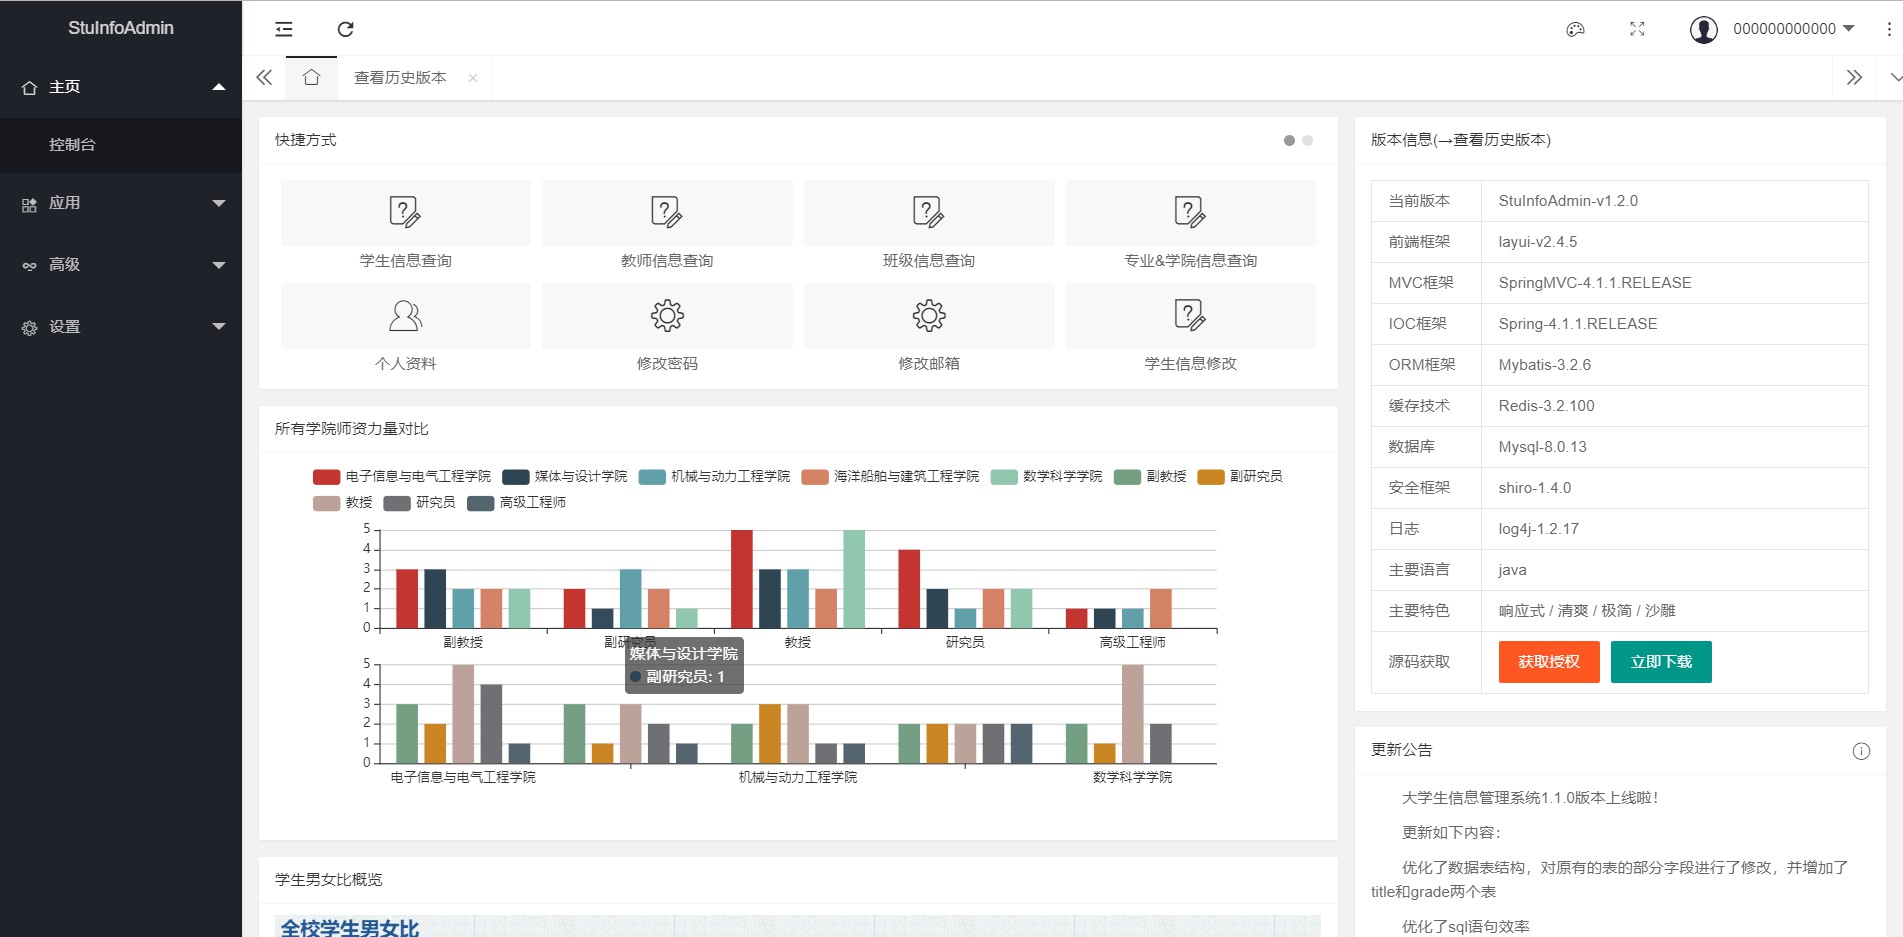 StuInfoAdmin
000000000000
主页
控制台
应用
高级
设置
查看历史版本
快捷方式
学生信息查询 教师信息查询 班级信息查询 专业&学院信息查询
个人资料 修改密码 修改邮箱 学生信息修改
所有学院师资力量对比
电子信息与电气工程学院 媒体与设计学院 机械与动力工程学院 海洋船舶与建筑工程学院 数学科学学院 副教授 副研究员
教授 研究员 高级工程师
5
4
3
2
1
0
副教授 副研究员 教授 研究员 高级工程师
媒体与设计学院
副研究员: 1
5
4
3
2
1
0
电子信息与电气工程学院 机械与动力工程学院 数学科学学院
学生男女比概览
全校学生男女比
版本信息(→查看历史版本)
当前版本 StuInfoAdmin-v1.2.0
前端框架 layui-v2.4.5
MVC框架 SpringMVC-4.1.1.RELEASE
IOC框架 Spring-4.1.1.RELEASE
ORM框架 Mybatis-3.2.6
缓存技术 Redis-3.2.100
数据库 Mysql-8.0.13
安全框架 shiro-1.4.0
日志 log4j-1.2.17
主要语言 java
主要特色 响应式 / 清爽 / 极简 / 沙雕
源码获取 获取授权 立即下载
更新公告
大学生信息管理系统1.1.0版本上线啦！
更新如下内容：
优化了数据表结构，对原有的表的部分字段进行了修改，并增加了
title和grade两个表
优化了sql语句效率